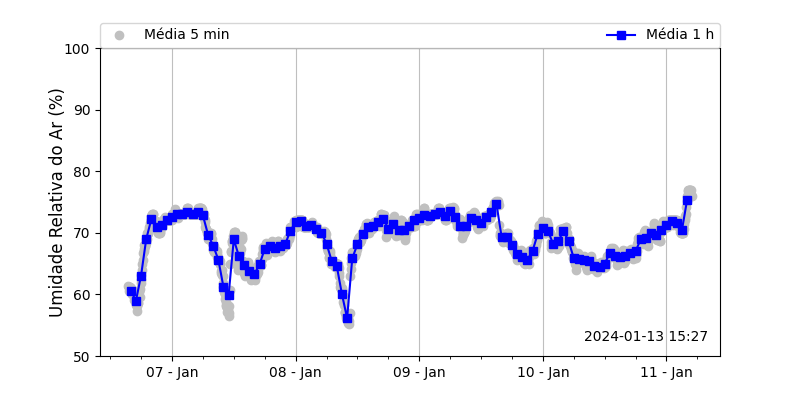 Média 5 min
Média 1 h
Umidade Relativa do Ar (%)
100
90
80
70
60
50
2024-01-13 15:27
07 - Jan
08 - Jan
09 - Jan
10 - Jan
11 - Jan